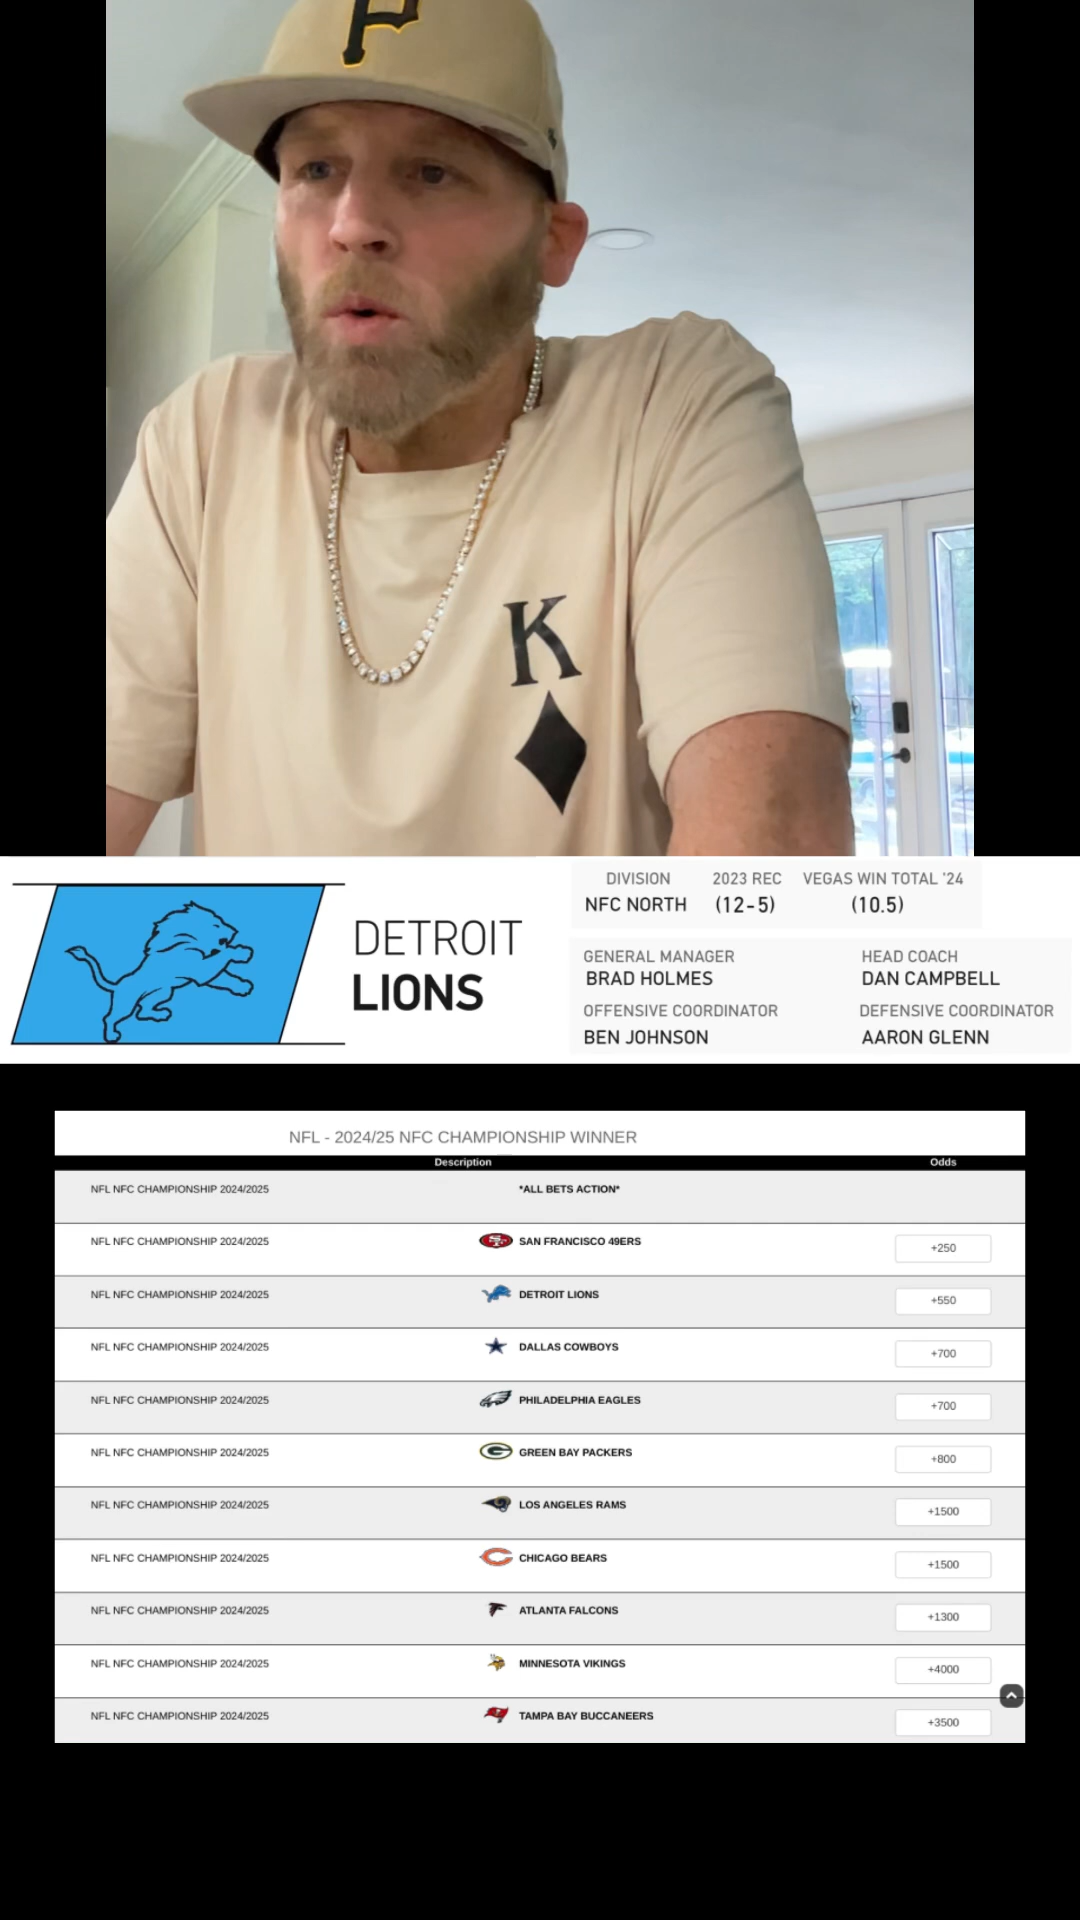 P
K
DETROIT
LIONS
DIVISION 2023 REC VEGAS WIN TOTAL '24
NFC NORTH (12-5) (10.5)
GENERAL MANAGER HEAD COACH
BRAD HOLMES DAN CAMPBELL
OFFENSIVE COORDINATOR DEFENSIVE COORDINATOR
BEN JOHNSON AARON GLENN
NFL - 2024/25 NFC CHAMPIONSHIP WINNER
Description Odds
NFL NFC CHAMPIONSHIP 2024/2025 *ALL BETS ACTION*
NFL NFC CHAMPIONSHIP 2024/2025 SF SAN FRANCISCO 49ERS +250
NFL NFC CHAMPIONSHIP 2024/2025 DETROIT LIONS +550
NFL NFC CHAMPIONSHIP 2024/2025 DALLAS COWBOYS +700
NFL NFC CHAMPIONSHIP 2024/2025 PHILADELPHIA EAGLES +700
NFL NFC CHAMPIONSHIP 2024/2025 G GREEN BAY PACKERS +800
NFL NFC CHAMPIONSHIP 2024/2025 LOS ANGELES RAMS +1500
NFL NFC CHAMPIONSHIP 2024/2025 C CHICAGO BEARS +1500
NFL NFC CHAMPIONSHIP 2024/2025 ATLANTA FALCONS +1300
NFL NFC CHAMPIONSHIP 2024/2025 MINNESOTA VIKINGS +4000
NFL NFC CHAMPIONSHIP 2024/2025 TAMPA BAY BUCCANEERS +3500